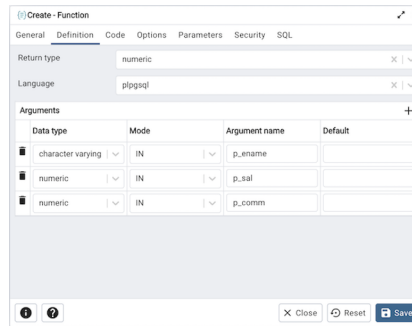 Create - Function
General Definition Code Options Parameters Security SQL
Return type numeric
Language plpgsql
Arguments
Data type Mode Argument name Default
character varying IN p_ename
numeric IN p_sal
numeric IN p_comm
Close Reset Save